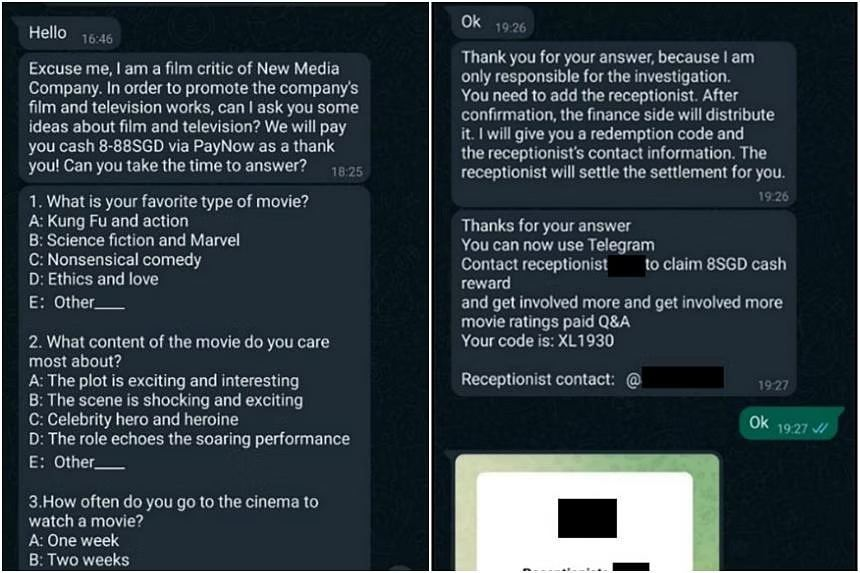 Hello 16:46
Excuse me, I am a film critic of New Media
Company. In order to promote the company's
film and television works, can I ask you some
ideas about film and television? We will pay
you cash 8-88SGD via PayNow as a thank
you! Can you take the time to answer? 18:25
1. What is your favorite type of movie?
A: Kung Fu and action
B: Science fiction and Marvel
C: Nonsensical comedy
D: Ethics and love
E：Other____
2. What content of the movie do you care
most about?
A: The plot is exciting and interesting
B: The scene is shocking and exciting
C: Celebrity hero and heroine
D: The role echoes the soaring performance
E：Other____
3.How often do you go to the cinema to
watch a movie?
A: One week
B: Two weeks
Ok 19:26
Thank you for your answer, because I am
only responsible for the investigation.
You need to add the receptionist. After
confirmation, the finance side will distribute
it. I will give you a redemption code and
the receptionist's contact information. The
receptionist will settle the settlement for you.
19:26
Thanks for your answer
You can now use Telegram
Contact receptionist to claim 8SGD cash
reward
and get involved more and get involved more
movie ratings paid Q&A
Your code is: XL1930
Receptionist contact: @ 19:27
Ok 19:27